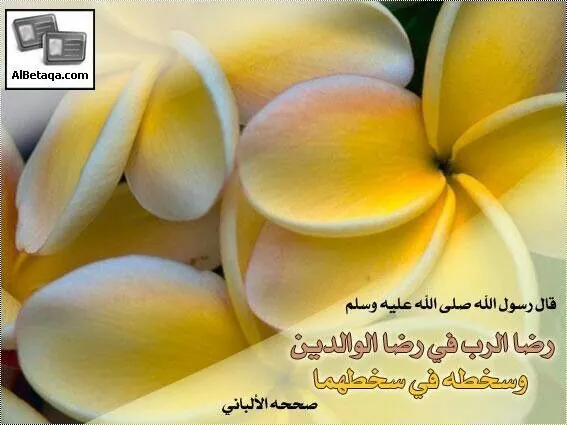 AlBetaqa.com
قال رسول الله صلى الله عليه وسلم
رضا الرب في رضا الوالدين
وسخطه في سخطهما
صححه الألباني